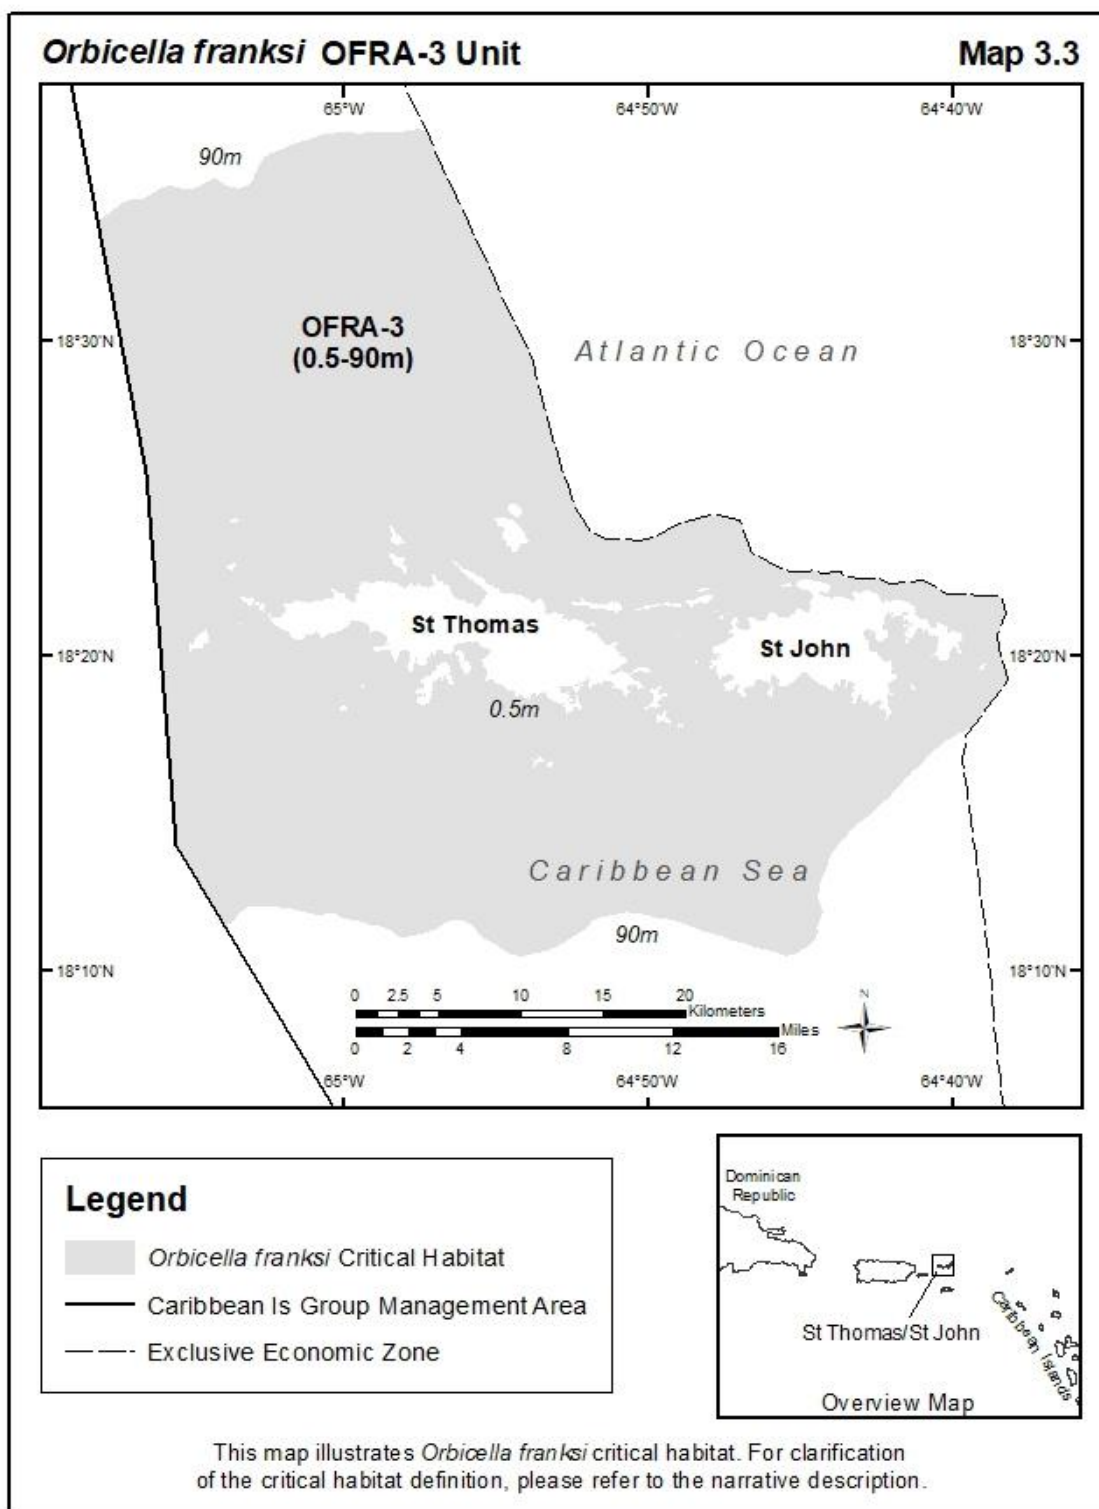 Orbicella franksi OFRA-3 Unit
Map 3.3
65°W
64°50'W
64°40'W
90m
OFRA-3
(0.5-90m)
18°30'N
Atlantic Ocean
18°30'N
St Thomas
St John
18°20'N
18°20'N
0.5m
Caribbean Sea
90m
18°10'N
18°10'N
0 2.5 5 10 15 20
Kilometers
N
Miles
0 2 4 8 12 16
65°W
64°50'W
64°40'W
Legend
Orbicella franksi Critical Habitat
Caribbean Is Group Management Area
Exclusive Economic Zone
Dominican
Republic
Caribbean Islands
St Thomas/St John
Overview Map
This map illustrates Orbicella franksi critical habitat. For clarification
of the critical habitat definition, please refer to the narrative description.